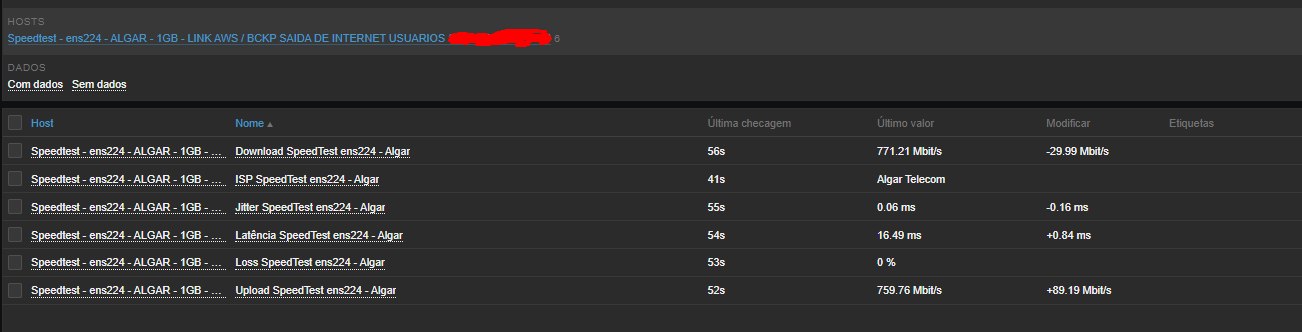 HOSTS
Speedtest - ens224 - ALGAR - 1GB - LINK AWS / BCKP SAIDA DE INTERNET USUARIOS 6
DADOS
Com dados Sem dados
Host Nome Última checagem Último valor Modificar Etiquetas
Speedtest - ens224 - ALGAR - 1GB - ... Download SpeedTest ens224 - Algar 56s 771.21 Mbit/s -29.99 Mbit/s
Speedtest - ens224 - ALGAR - 1GB - ... ISP SpeedTest ens224 - Algar 41s Algar Telecom
Speedtest - ens224 - ALGAR - 1GB - ... Jitter SpeedTest ens224 - Algar 55s 0.06 ms -0.16 ms
Speedtest - ens224 - ALGAR - 1GB - ... Latência SpeedTest ens224 - Algar 54s 16.49 ms +0.84 ms
Speedtest - ens224 - ALGAR - 1GB - ... Loss SpeedTest ens224 - Algar 53s 0 %
Speedtest - ens224 - ALGAR - 1GB - ... Upload SpeedTest ens224 - Algar 52s 759.76 Mbit/s +89.19 Mbit/s